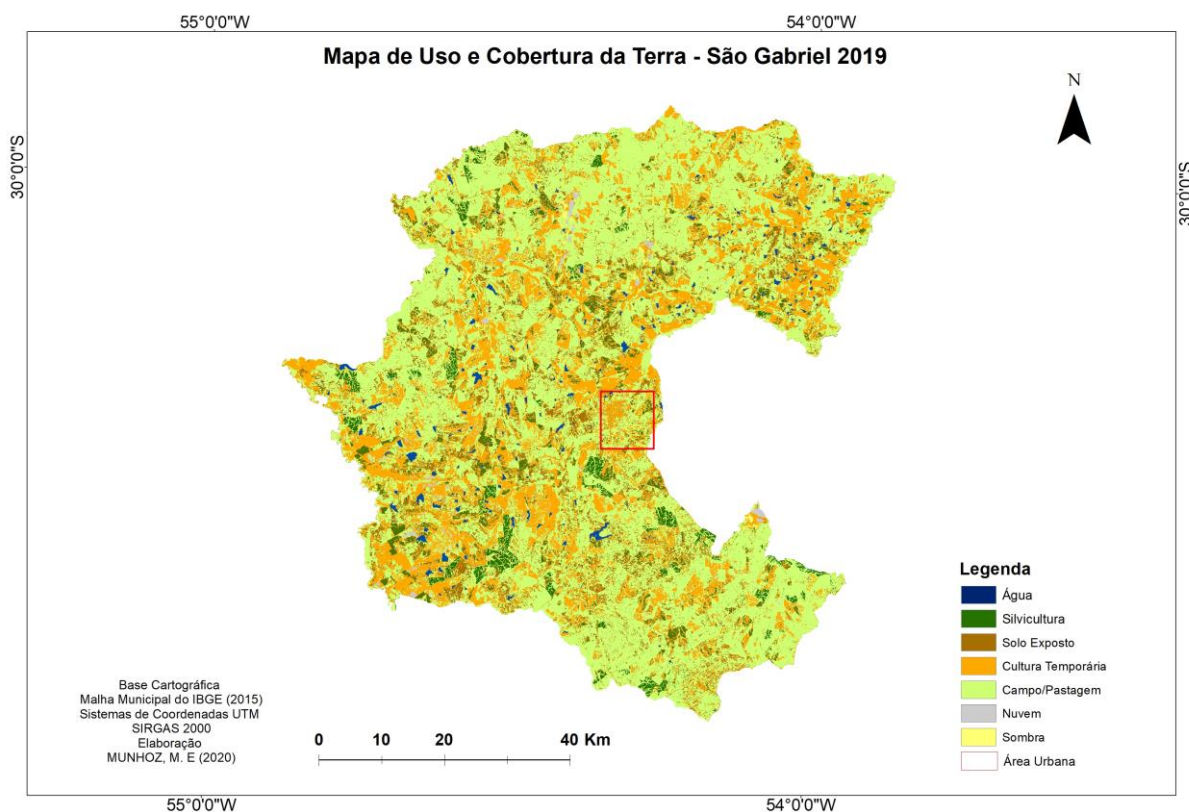 55°0'0"W
54°0'0"W
Mapa de Uso e Cobertura da Terra - São Gabriel 2019
N
30°0'0"S
30°0'0"S
Legenda
Água
Silvicultura
Solo Exposto
Cultura Temporária
Campo/Pastagem
Nuvem
Sombra
Área Urbana
Base Cartográfica
Malha Municipal do IBGE (2015)
Sistemas de Coordenadas UTM
SIRGAS 2000
Elaboração
MUNHOZ, M. E (2020)
0 10 20 40 Km
55°0'0"W
54°0'0"W